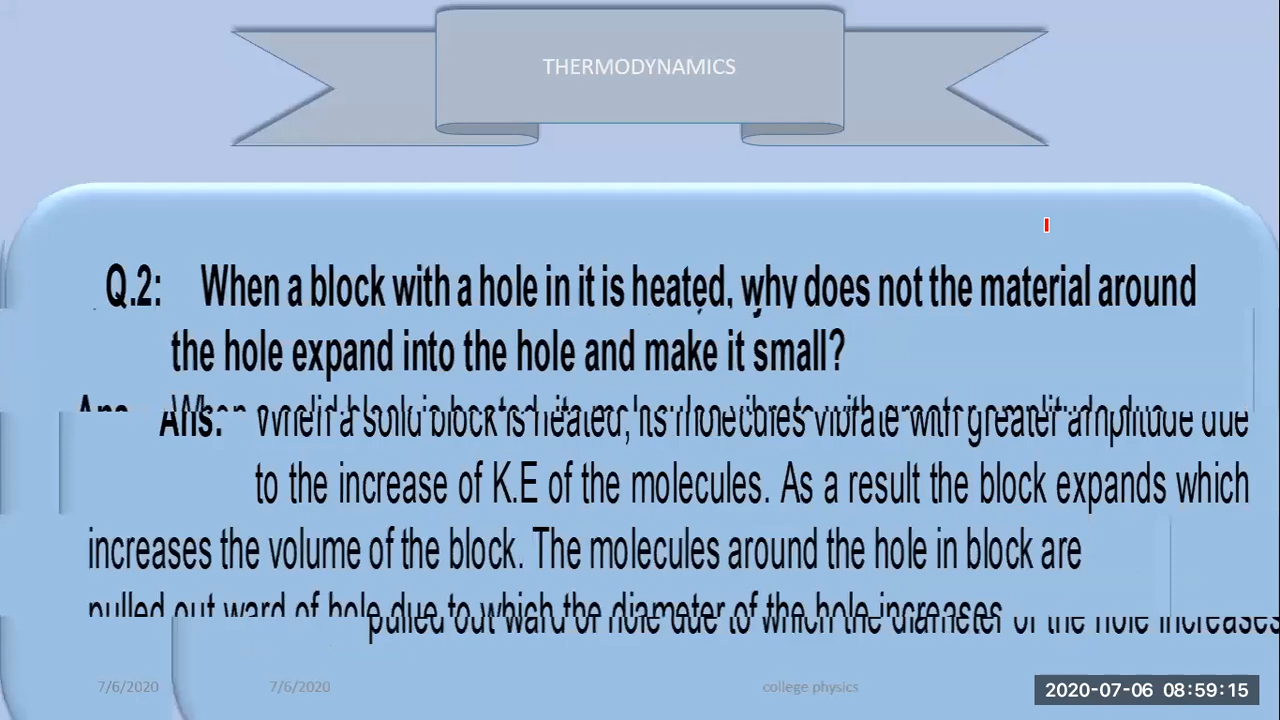 THERMODYNAMICS
Q.2: When a block with a hole in it is heated, why does not the material around
the hole expand into the hole and make it small?
Ans: When a solid block is heated, its molecules vibrate with greater amplitude due
to the increase of K.E of the molecules. As a result the block expands which
increases the volume of the block. The molecules around the hole in block are
pulled out ward of hole due to which the diameter of the hole increases
7/6/2020 7/6/2020 college physics 2020-07-06 08:59:15